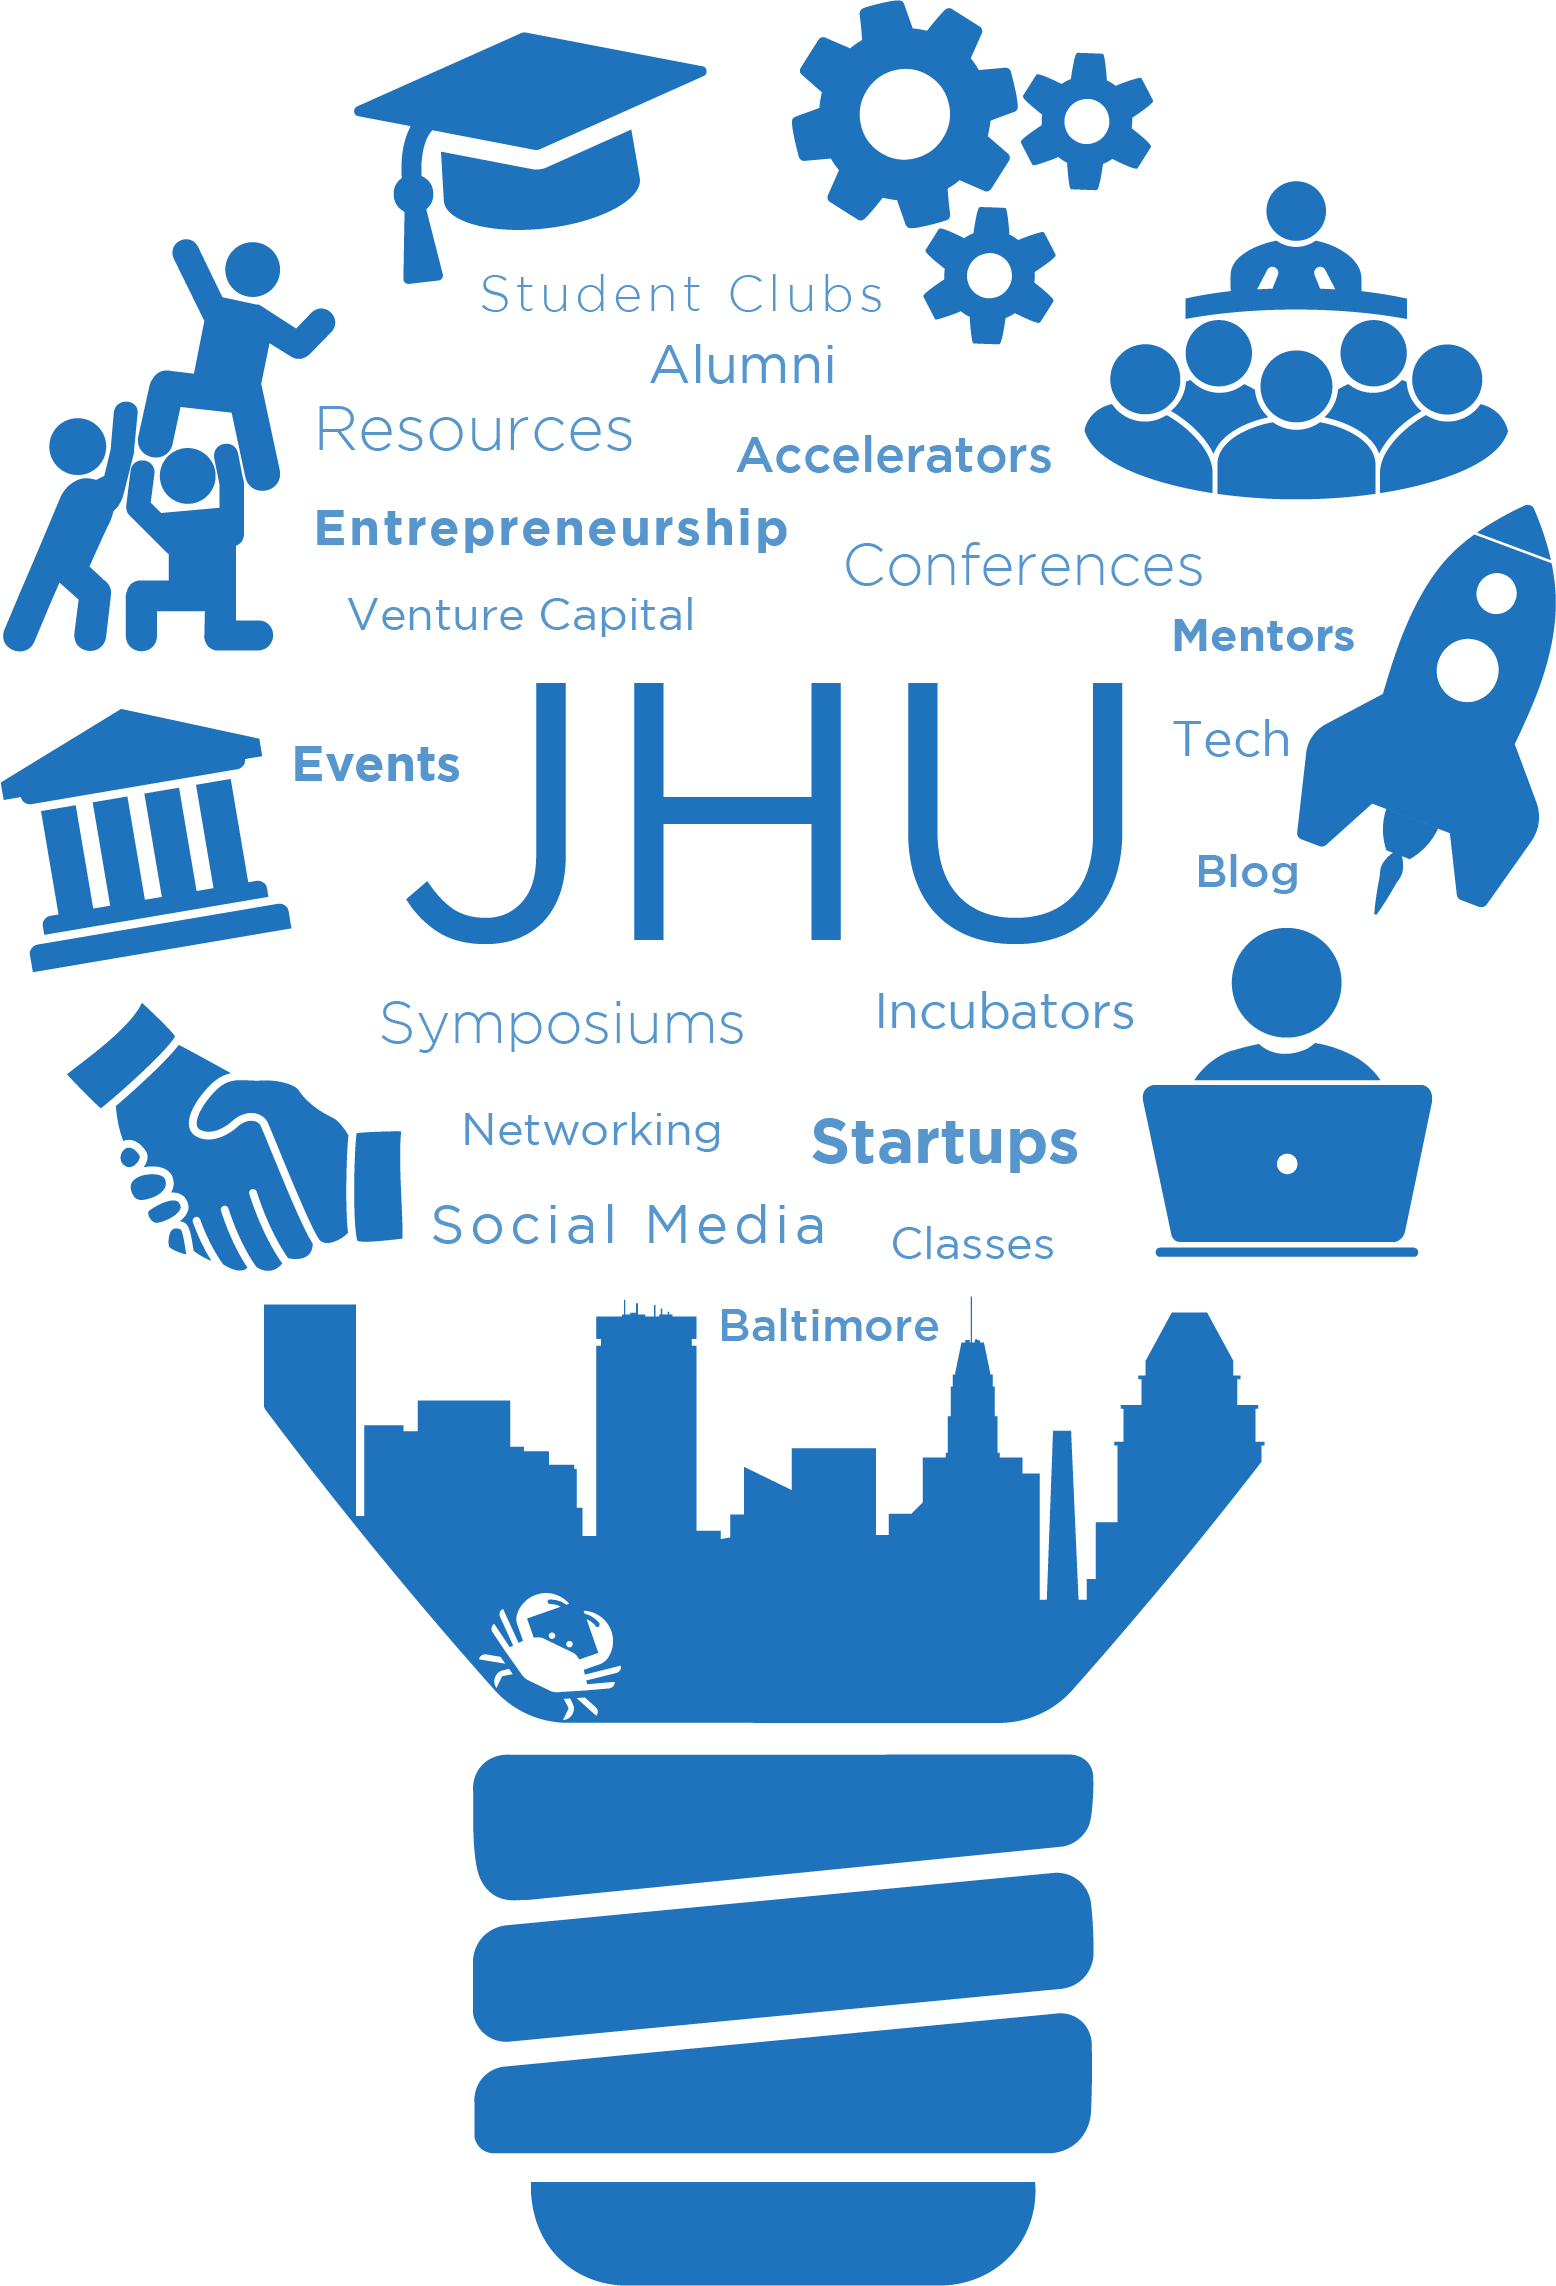 Student Clubs
Alumni
Resources
Accelerators
Entrepreneurship
Conferences
Venture Capital
Mentors
JHU
Events
Tech
Blog
Symposiums
Incubators
Networking
Startups
Social Media
Classes
Baltimore